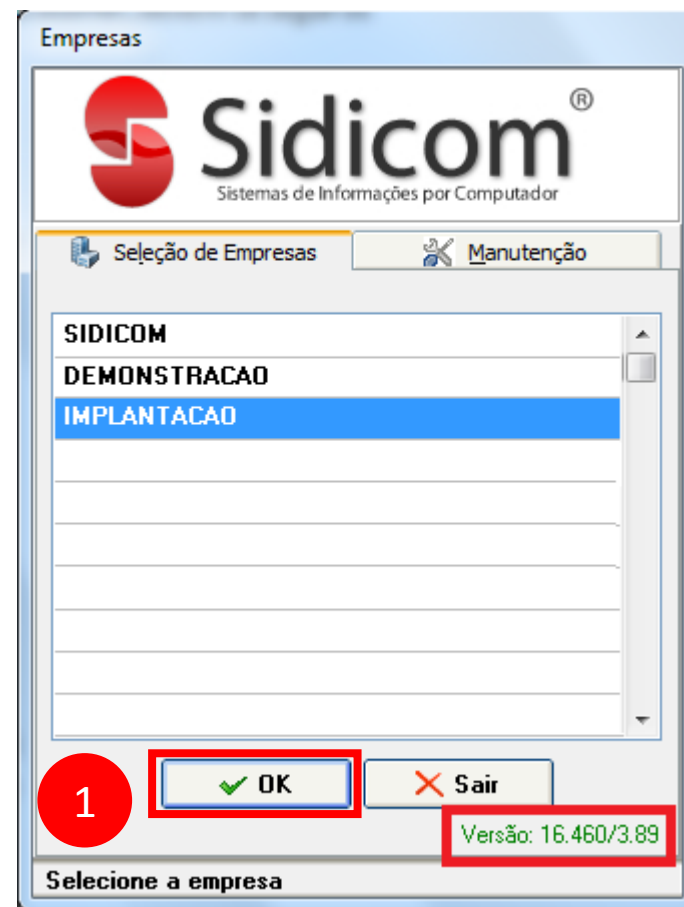 Empresas
Sidicom®
Sistemas de Informações por Computador
Seleção de Empresas
Manutenção
SIDICOM
DEMONSTRACAO
IMPLANTACAO
1
OK
Sair
Versão: 16.460/3.89
Selecione a empresa